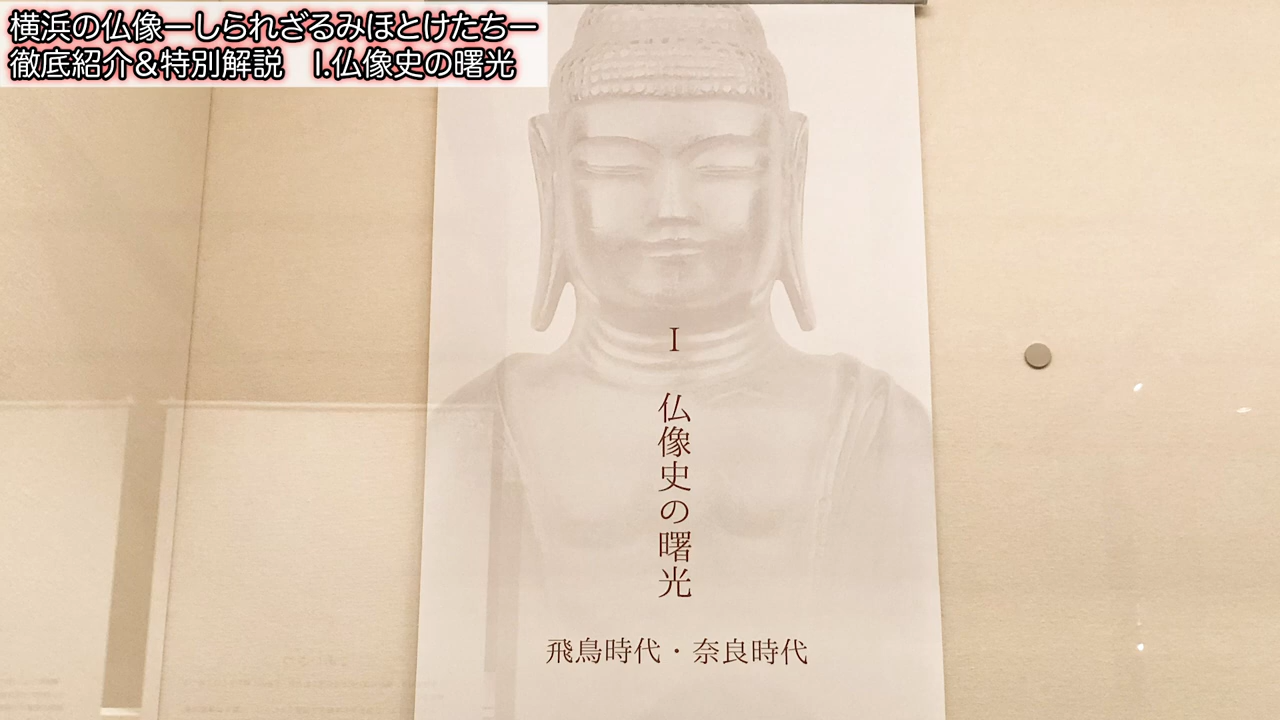 横浜の仏像ーしられざるみほとけたちー
徹底紹介＆特別解説　Ⅰ.仏像史の曙光
Ⅰ
仏像史の曙光
飛鳥時代・奈良時代